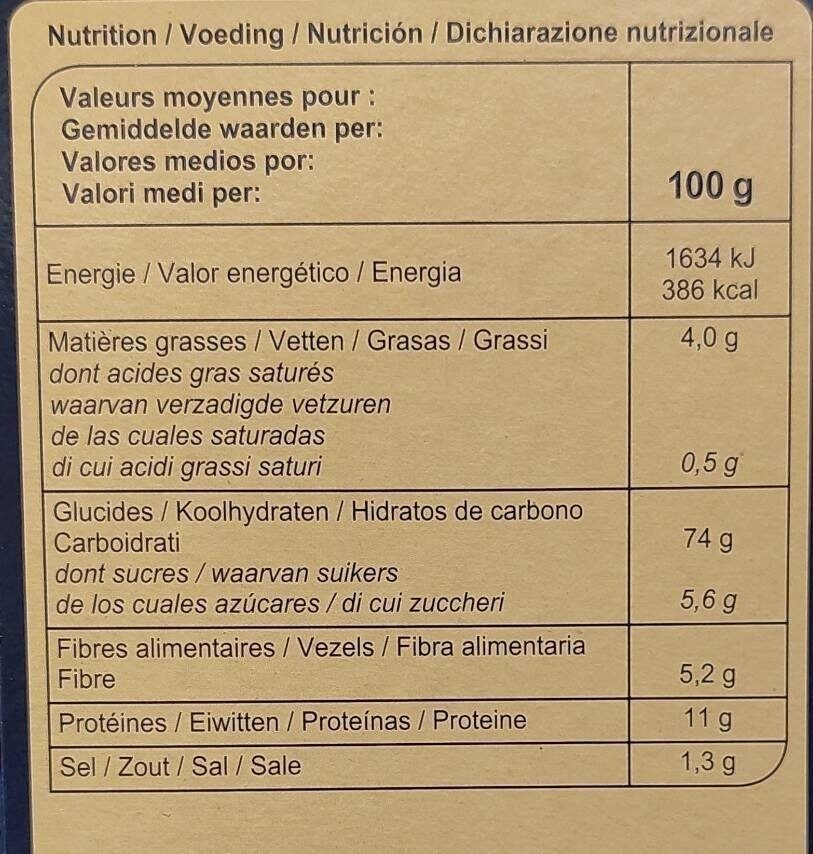 Nutrition / Voeding / Nutrición / Dichiarazione nutrizionale
Valeurs moyennes pour :
Gemiddelde waarden per:
Valores medios por:
Valori medi per:
100 g
Energie / Valor energético / Energia
1634 kJ
386 kcal
Matières grasses / Vetten / Grasas / Grassi 4,0 g
dont acides gras saturés
waarvan verzadigde vetzuren
de las cuales saturadas
di cui acidi grassi saturi 0,5 g
Glucides / Koolhydraten / Hidratos de carbono
Carboidrati 74 g
dont sucres / waarvan suikers
de los cuales azúcares / di cui zuccheri 5,6 g
Fibres alimentaires / Vezels / Fibra alimentaria
Fibre 5,2 g
Protéines / Eiwitten / Proteínas / Proteine 11 g
Sel / Zout / Sal / Sale 1,3 g